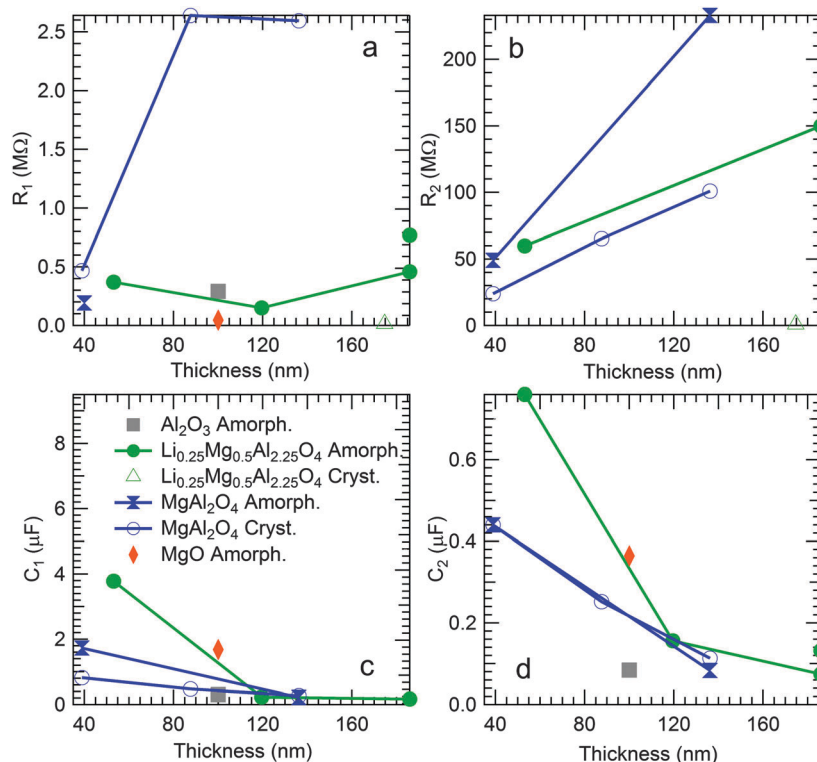 a
2.5
2.0
1.5
1.0
0.5
0.0
R₁ (MΩ)
40 80 120 160
Thickness (nm)
b
200
150
100
50
0
R₂ (MΩ)
40 80 120 160
Thickness (nm)
8
6
4
2
0
C₁ (μF)
Al₂O₃ Amorph.
Li₀.₂₅Mg₀.₅Al₂.₂₅O₄ Amorph.
Li₀.₂₅Mg₀.₅Al₂.₂₅O₄ Cryst.
MgAl₂O₄ Amorph.
MgAl₂O₄ Cryst.
MgO Amorph.
c
40 80 120 160
Thickness (nm)
0.6
0.4
0.2
0.0
C₂ (μF)
d
40 80 120 160
Thickness (nm)